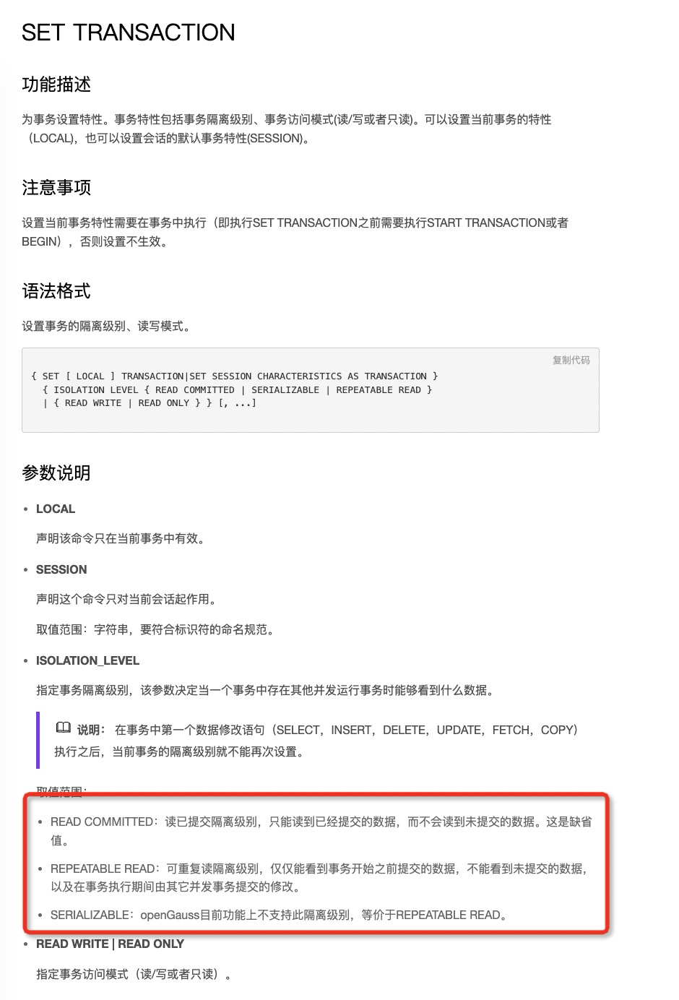 SET TRANSACTION
功能描述
为事务设置特性。事务特性包括事务隔离级别、事务访问模式(读/写或者只读)。可以设置当前事务的特性
（LOCAL)，也可以设置会话的默认事务特性(SESSION)。
注意事项
设置当前事务特性需要在事务中执行（即执行SET TRANSACTION之前需要执行START TRANSACTION或者
BEGIN），否则设置不生效。
语法格式
设置事务的隔离级别、读写模式。
复制代码
{ SET [ LOCAL ] TRANSACTION|SET SESSION CHARACTERISTICS AS TRANSACTION }
{ ISOLATION LEVEL { READ COMMITTED | SERIALIZABLE | REPEATABLE READ }
| { READ WRITE | READ ONLY } } [, ...]
参数说明
• LOCAL
声明该命令只在当前事务中有效。
• SESSION
声明这个命令只对当前会话起作用。
取值范围：字符串，要符合标识符的命名规范。
• ISOLATION_LEVEL
指定事务隔离级别，该参数决定当一个事务中存在其他并发运行事务时能够看到什么数据。
说明： 在事务中第一个数据修改语句（SELECT，INSERT，DELETE，UPDATE，FETCH，COPY）
执行之后，当前事务的隔离级别就不能再次设置。
取值范围：
• READ COMMITTED：读已提交隔离级别，只能读到已经提交的数据，而不会读到未提交的数据。这是缺省
值。
• REPEATABLE READ：可重复读隔离级别，仅仅能看到事务开始之前提交的数据，不能看到未提交的数据，
以及在事务执行期间由其它并发事务提交的修改。
• SERIALIZABLE：openGauss目前功能上不支持此隔离级别，等价于REPEATABLE READ。
• READ WRITE | READ ONLY
指定事务访问模式（读/写或者只读）。